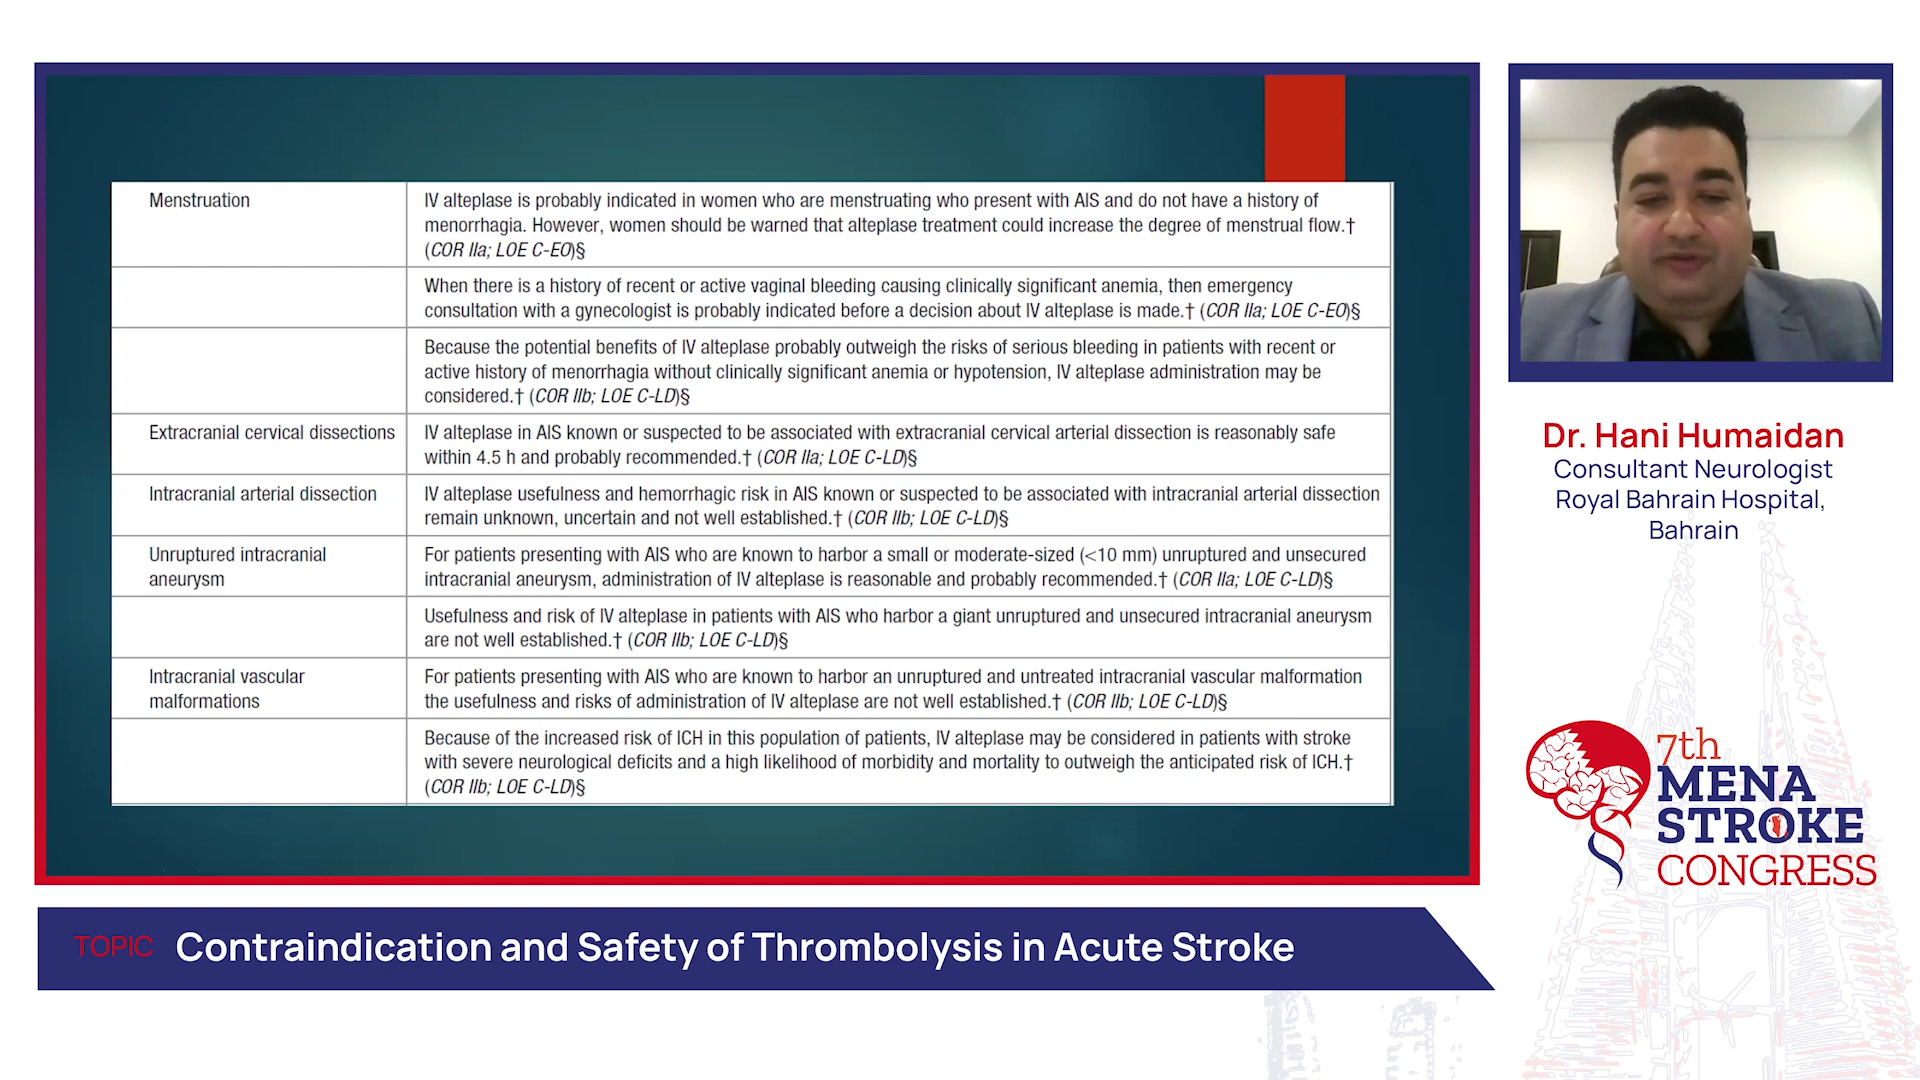 Menstruation
IV alteplase is probably indicated in women who are menstruating who present with AIS and do not have a history of
menorrhagia. However, women should be warned that alteplase treatment could increase the degree of menstrual flow.†
(COR IIa; LOE C-EO)§
When there is a history of recent or active vaginal bleeding causing clinically significant anemia, then emergency
consultation with a gynecologist is probably indicated before a decision about IV alteplase is made.† (COR IIa; LOE C-EO)§
Because the potential benefits of IV alteplase probably outweigh the risks of serious bleeding in patients with recent or
active history of menorrhagia without clinically significant anemia or hypotension, IV alteplase administration may be
considered.† (COR IIb; LOE C-LD)§
Extracranial cervical dissections
IV alteplase in AIS known or suspected to be associated with extracranial cervical arterial dissection is reasonably safe
within 4.5 h and probably recommended.† (COR IIa; LOE C-LD)§
Intracranial arterial dissection
IV alteplase usefulness and hemorrhagic risk in AIS known or suspected to be associated with intracranial arterial dissection
remain unknown, uncertain and not well established.† (COR IIb; LOE C-LD)§
Unruptured intracranial
aneurysm
For patients presenting with AIS who are known to harbor a small or moderate-sized (<10 mm) unruptured and unsecured
intracranial aneurysm, administration of IV alteplase is reasonable and probably recommended.† (COR IIa; LOE C-LD)§
Usefulness and risk of IV alteplase in patients with AIS who harbor a giant unruptured and unsecured intracranial aneurysm
are not well established.† (COR IIb; LOE C-LD)§
Intracranial vascular
malformations
For patients presenting with AIS who are known to harbor an unruptured and untreated intracranial vascular malformation
the usefulness and risks of administration of IV alteplase are not well established.† (COR IIb; LOE C-LD)§
Because of the increased risk of ICH in this population of patients, IV alteplase may be considered in patients with stroke
with severe neurological deficits and a high likelihood of morbidity and mortality to outweigh the anticipated risk of ICH.†
(COR IIb; LOE C-LD)§
Dr. Hani Humaidan
Consultant Neurologist
Royal Bahrain Hospital,
Bahrain
7th
MENA
STROKE
CONGRESS
TOPIC Contraindication and Safety of Thrombolysis in Acute Stroke